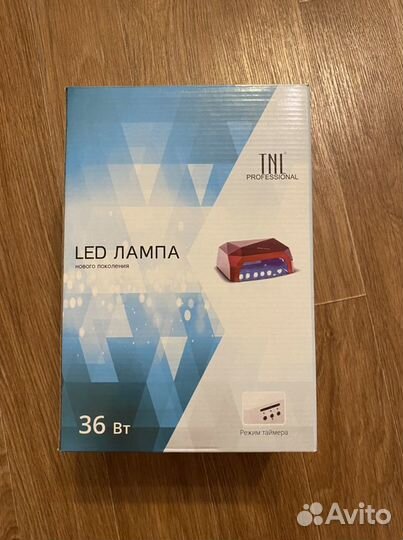 TNL
PROFESSIONAL
LED ЛАМПА
нового поколения
36 Вт
Режим таймера
Avito